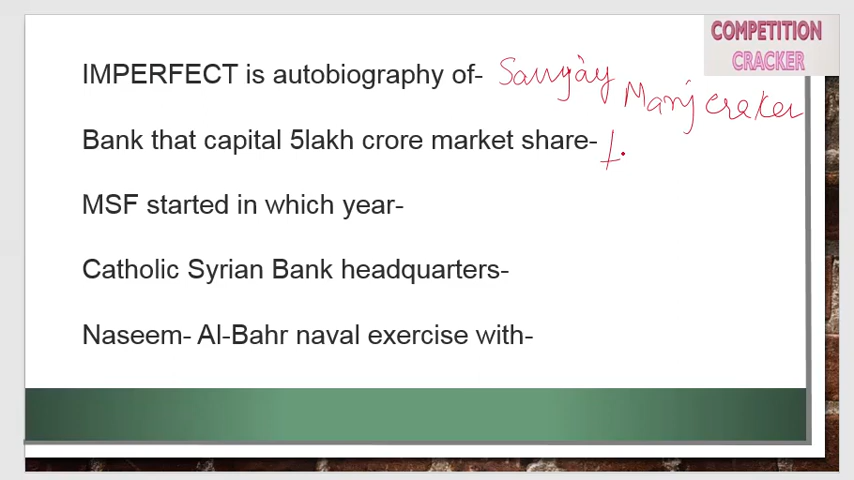 COMPETITION
CRACKER
IMPERFECT is autobiography of- Sanjay Manjreaker
Bank that capital 5lakh crore market share-
MSF started in which year-
Catholic Syrian Bank headquarters-
Naseem- Al-Bahr naval exercise with-